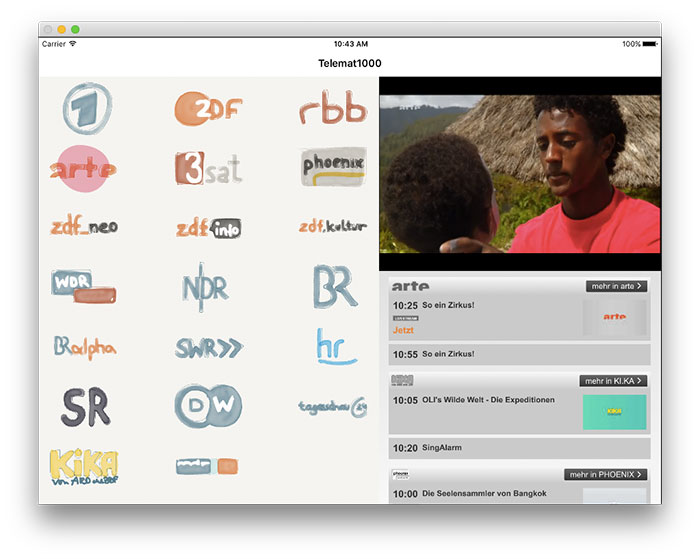 Carrier
10:43 AM
100%
Telemat1000
1
ZDF
rbb
arte
3sat
phoenix
zdf_neo
zdf info
zdf.kultur
WDR
NDR
BR
BRalpha
SWR>>
hr
SR
DW
tagesschau 24
KiKA
von ARD und ZDF
arte
arte
mehr in arte >
10:25 So ein Zirkus!
arte
Jetzt
10:55 So ein Zirkus!
mehr in KI.KA >
10:05 OLI's Wilde Welt - Die Expeditionen
KiKA
10:20 SingAlarm
phoenix
mehr in PHOENIX >
10:00 Die Seelensammler von Bangkok